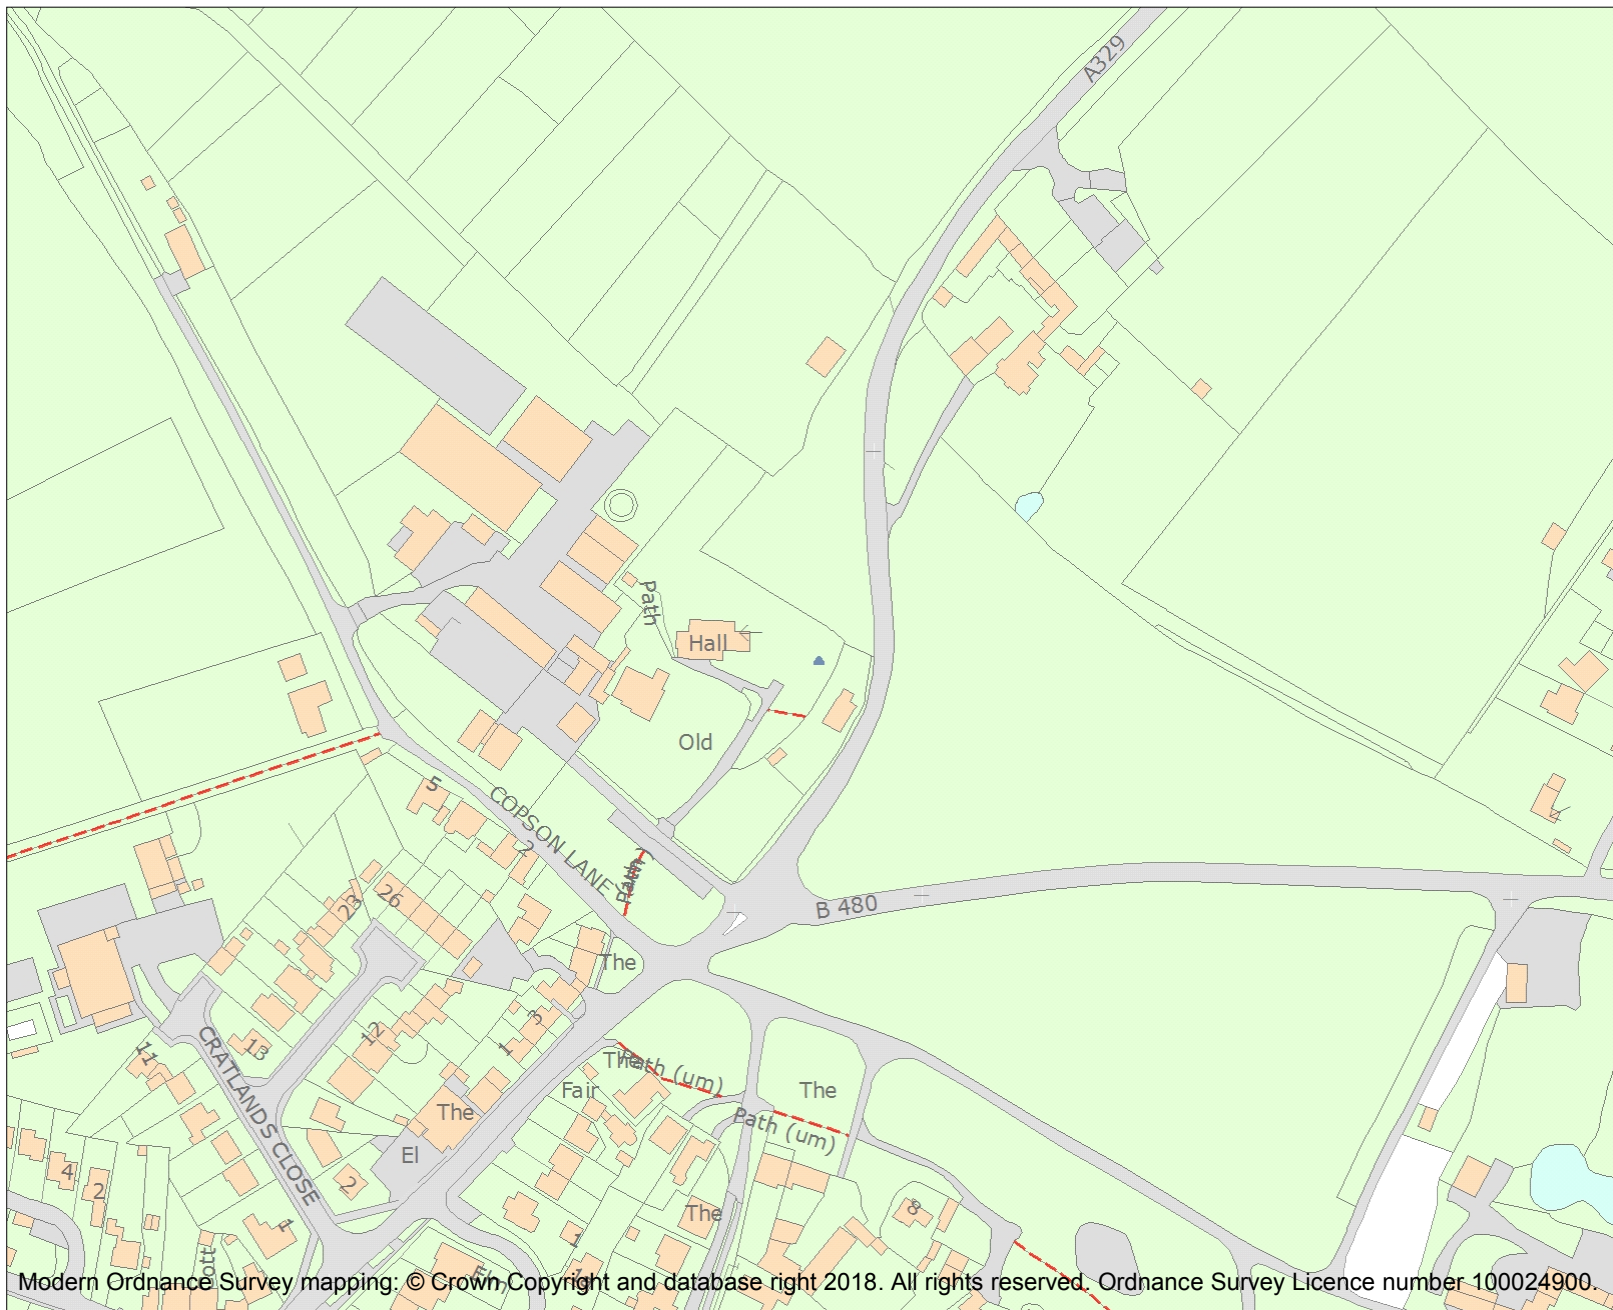 A329
Path
Hall
Old
5
COPSON LANE
2
Path
B 480
26
23
The
3
1
12
13
11
CRATLANDS CLOSE
The
Path (um)
Fair
The
Path (um)
The
El
4
2
2
The
8
1
1
Modern Ordnance Survey mapping: © Crown Copyright and database right 2018. All rights reserved. Ordnance Survey Licence number 100024900.